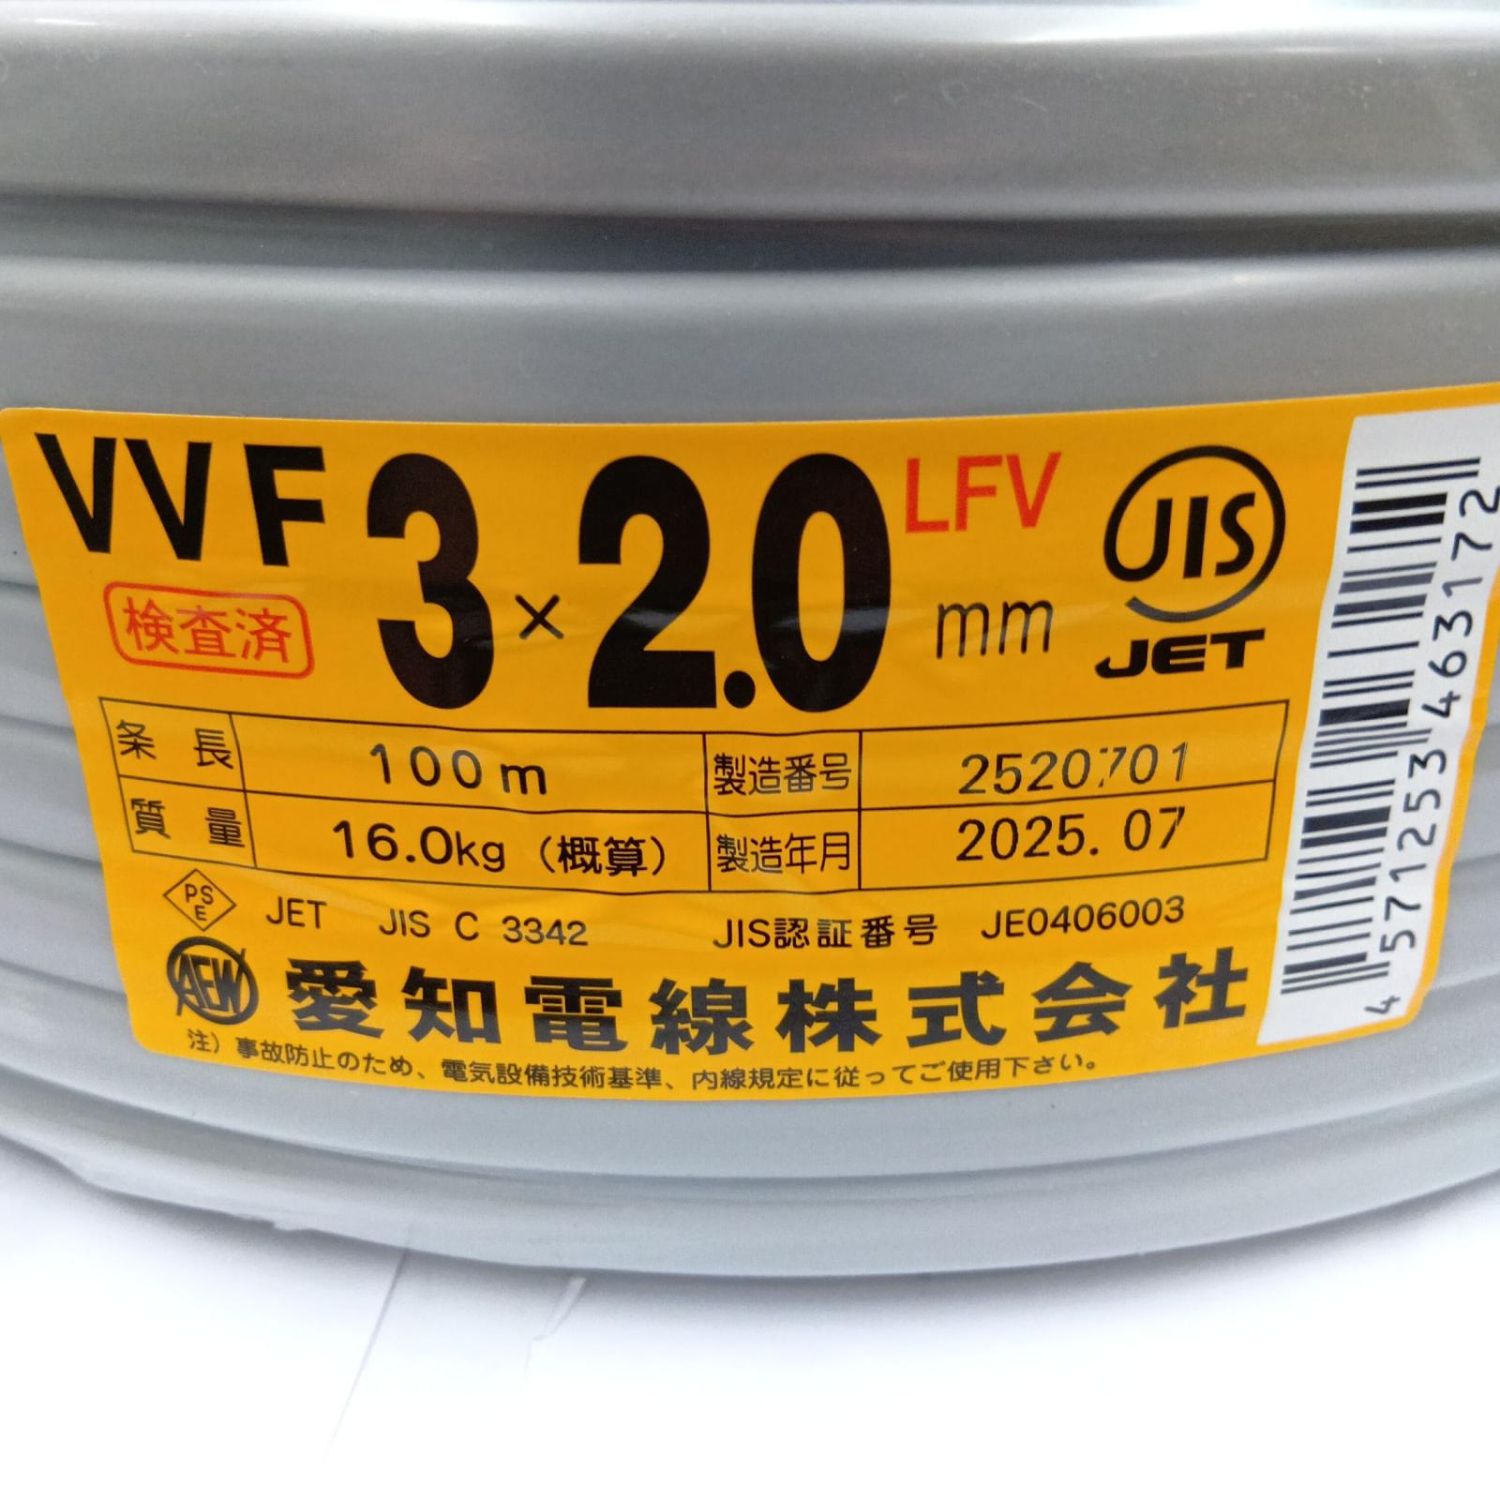 VVF 3×2.0 mm LFV
検査済
JIS
JET
条長 100m 製造番号 2520701
質量 16.0kg（概算） 製造年月 2025.07
PS E JET JIS C 3342 JIS認証番号 JE0406003
AEW 愛知電線株式会社
注）事故防止のため、電気設備技術基準、内線規定に従ってご使用下さい。
4571253463172